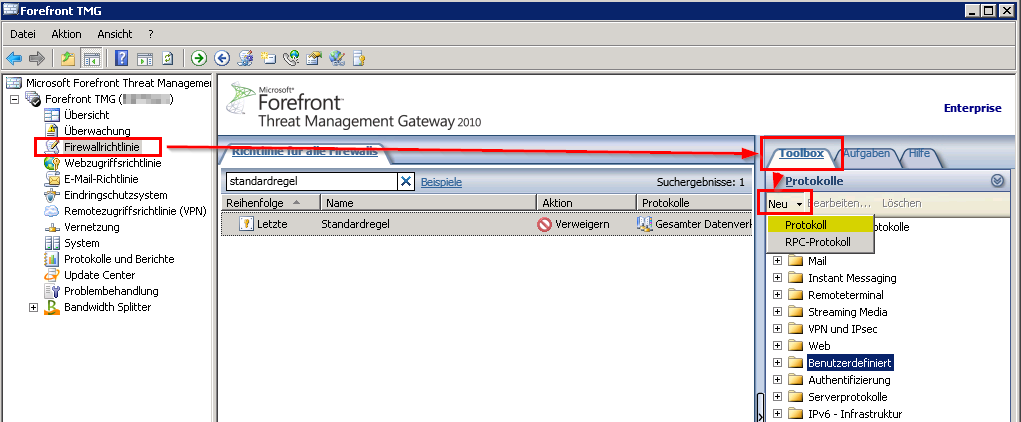 Forefront TMG
Datei Aktion Ansicht ?
Microsoft Forefront Threat Manageme
Forefront TMG ( )
Übersicht
Überwachung
Firewallrichtlinie
Webzugriffsrichtlinie
E-Mail-Richtlinie
Eindringschutzsystem
Remotezugriffsrichtlinie (VPN)
Vernetzung
System
Protokolle und Berichte
Update Center
Problembehandlung
Bandwidth Splitter
Microsoft®
Forefront™
Threat Management Gateway 2010
Enterprise
Richtlinie für alle Firewalls
standardregel Beispiele Suchergebnisse: 1
Reihenfolge Name Aktion Protokolle
Letzte Standardregel Verweigern Gesamter Datenverk
Toolbox Aufgaben Hilfe
Protokolle
Neu Bearbeiten... Löschen
Protokoll
RPC-Protokoll
otokolle
Mail
Instant Messaging
Remoteterminal
Streaming Media
VPN und IPsec
Web
Benutzerdefiniert
Authentifizierung
Serverprotokolle
IPv6 - Infrastruktur